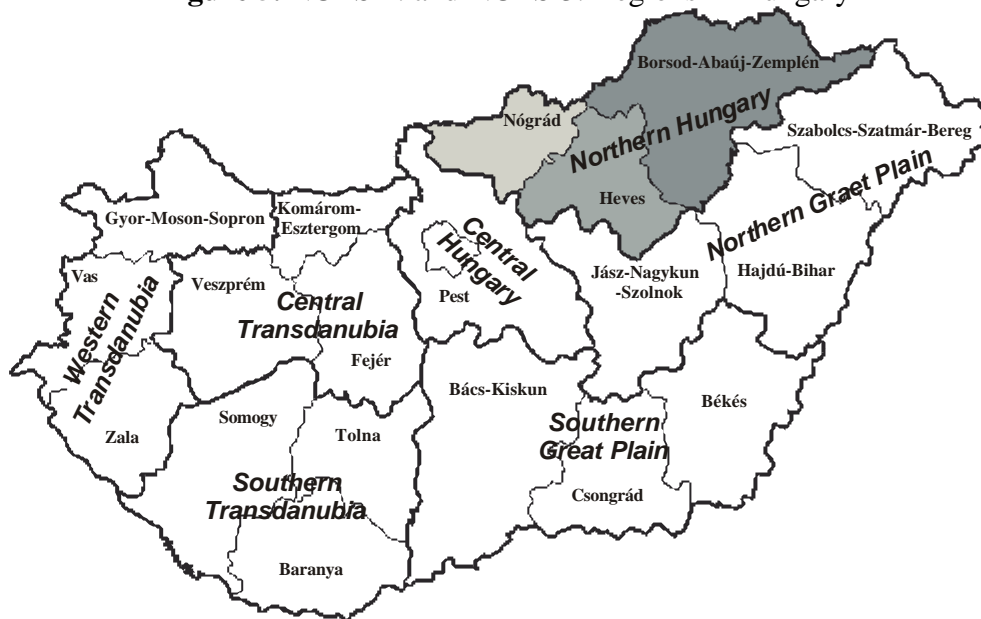 Borsod-Abaúj-Zemplén
Nógrád
Northern Hungary
Szabolcs-Szatmár-Bereg
Heves
Northern Graet Plain
Gyor-Moson-Sopron
Komárom-
Esztergom
Central
Hungary
Pest
Jász-Nagykun
-Szolnok
Hajdú-Bihar
Vas
Veszprém
Western
Transdanubia
Central
Transdanubia
Fejér
Bács-Kiskun
Békés
Zala
Somogy
Tolna
Southern
Great Plain
Southern
Transdanubia
Csongrád
Baranya